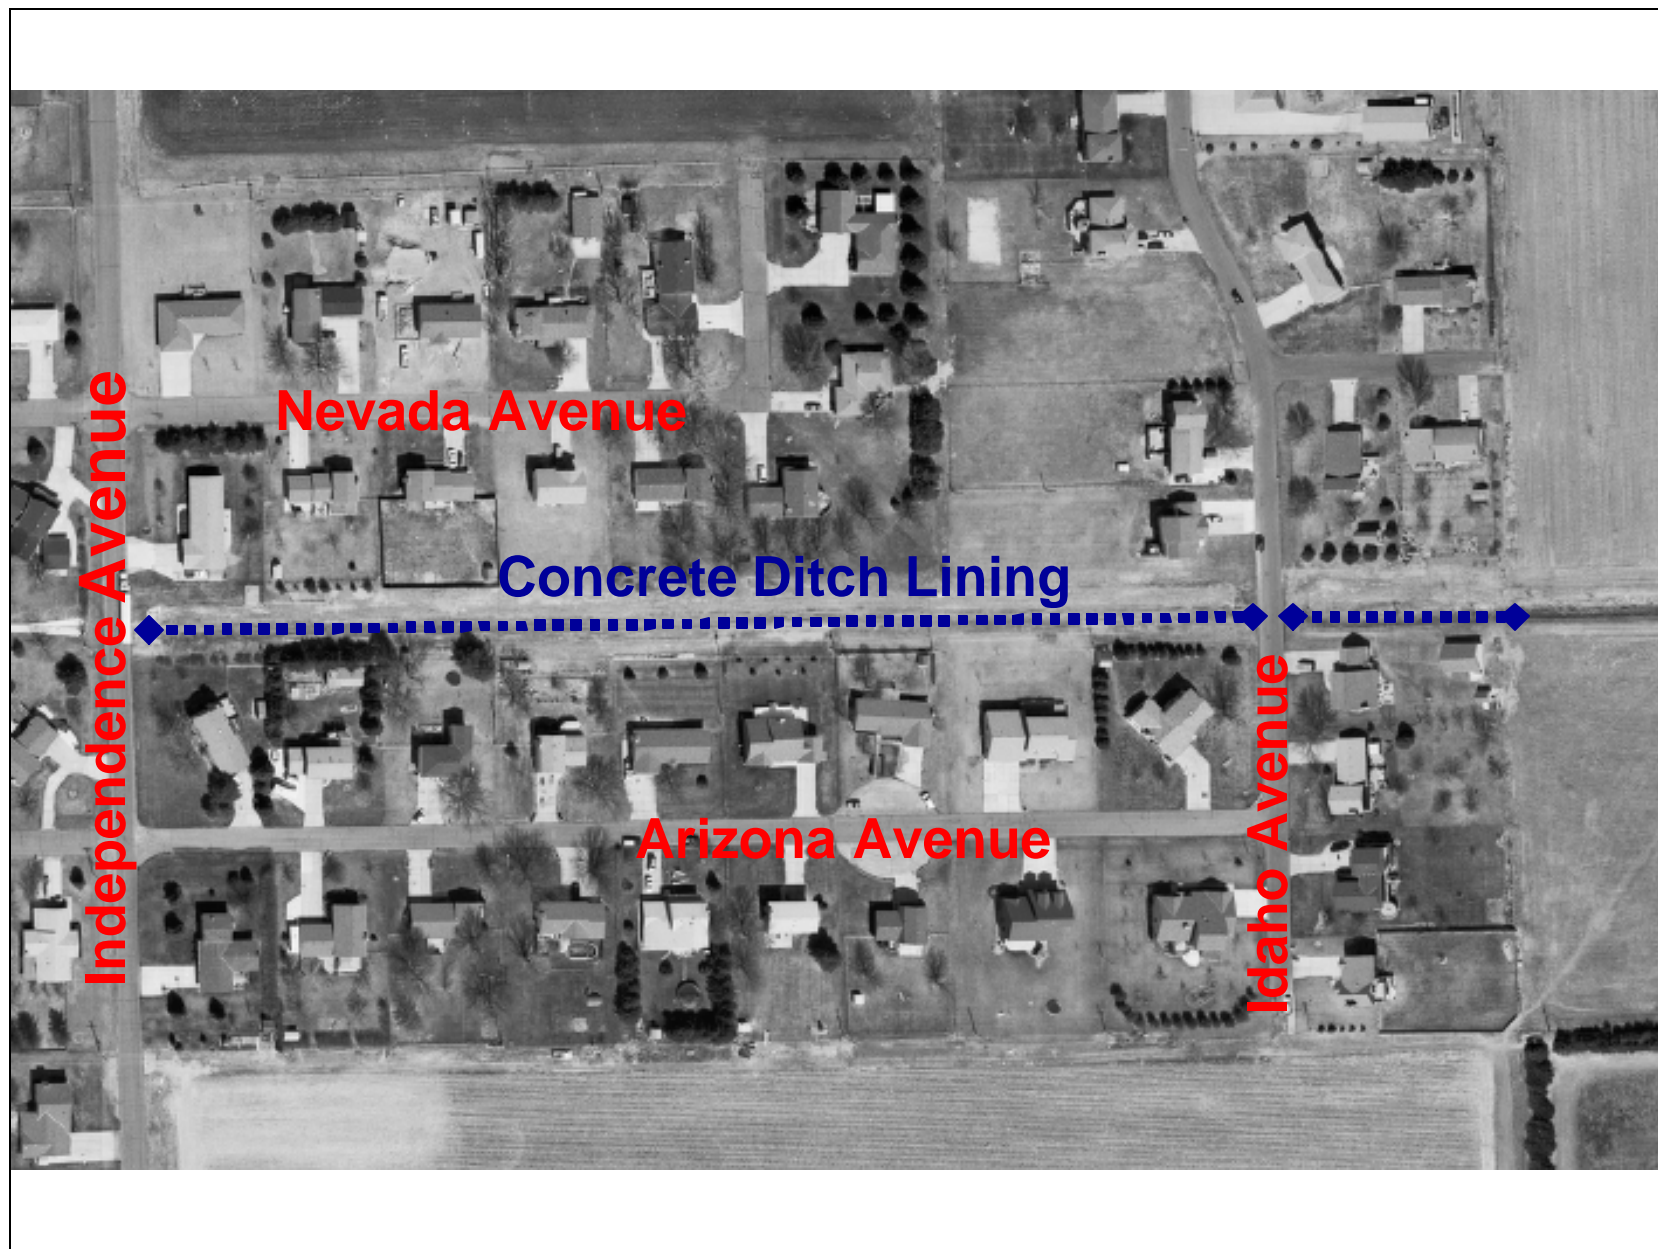 Nevada Avenue
Independence Avenue
Concrete Ditch Lining
Idaho Avenue
Arizona Avenue